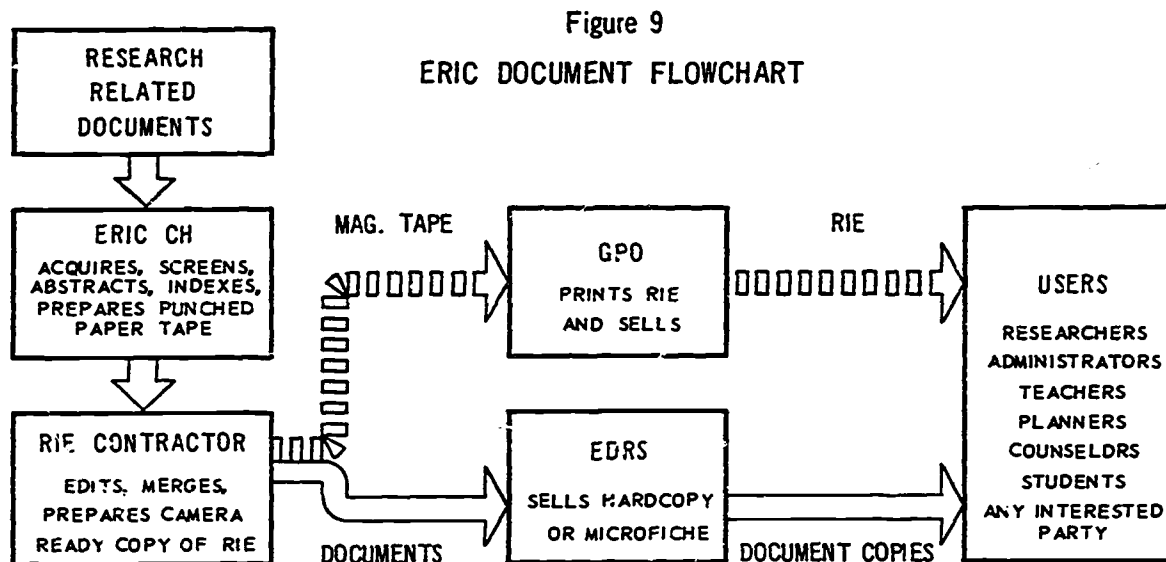 Figure 9
ERIC DOCUMENT FLOWCHART
RESEARCH
RELATED
DOCUMENTS
ERIC CH
ACQUIRES, SCREENS,
ABSTRACTS, INDEXES,
PREPARES PUNCHED
PAPER TAPE
RIE CONTRACTOR
EDITS, MERGES,
PREPARES CAMERA
READY COPY OF RIE
MAG. TAPE
GPO
PRINTS RIE
AND SELLS
RIE
DOCUMENTS
EDRS
SELLS HARDCOPY
OR MICROFICHE
DOCUMENT COPIES
USERS
RESEARCHERS
ADMINISTRATORS
TEACHERS
PLANNERS
COUNSELORS
STUDENTS
ANY INTERESTED
PARTY